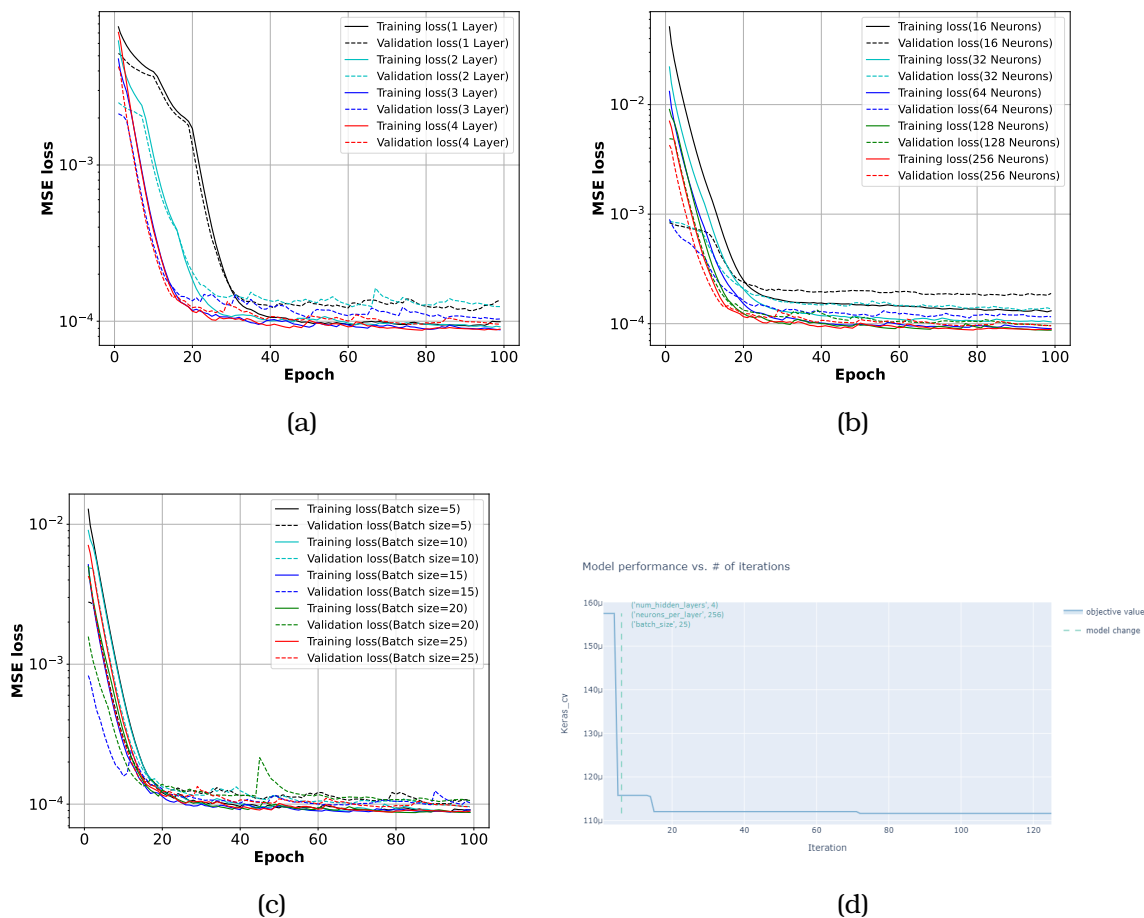 Training loss(1 Layer)
Validation loss(1 Layer)
Training loss(2 Layer)
Validation loss(2 Layer)
Training loss(3 Layer)
Validation loss(3 Layer)
Training loss(4 Layer)
Validation loss(4 Layer)
MSE loss
10⁻³
10⁻⁴
0 20 40 60 80 100
Epoch
(a)
Training loss(16 Neurons)
Validation loss(16 Neurons)
Training loss(32 Neurons)
Validation loss(32 Neurons)
Training loss(64 Neurons)
Validation loss(64 Neurons)
Training loss(128 Neurons)
Validation loss(128 Neurons)
Training loss(256 Neurons)
Validation loss(256 Neurons)
MSE loss
10⁻²
10⁻³
10⁻⁴
0 20 40 60 80 100
Epoch
(b)
Training loss(Batch size=5)
Validation loss(Batch size=5)
Training loss(Batch size=10)
Validation loss(Batch size=10)
Training loss(Batch size=15)
Validation loss(Batch size=15)
Training loss(Batch size=20)
Validation loss(Batch size=20)
Training loss(Batch size=25)
Validation loss(Batch size=25)
MSE loss
10⁻²
10⁻³
10⁻⁴
0 20 40 60 80 100
Epoch
(c)
Model performance vs. # of iterations
('num_hidden_layers', 4)
('neurons_per_layer', 256)
('batch_size', 25)
objective value
model change
Keras_cv
160μ
150μ
140μ
130μ
120μ
110μ
20 40 60 80 100 120
Iteration
(d)